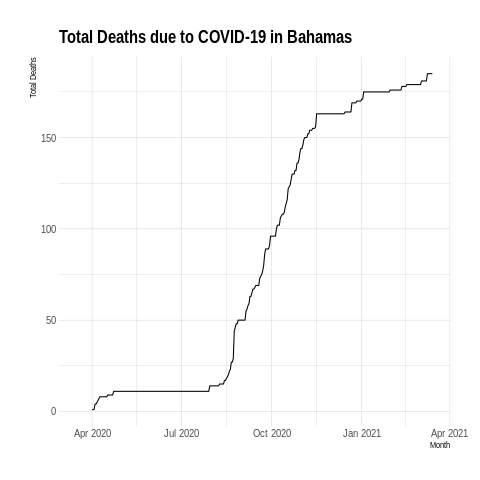 Total Deaths due to COVID-19 in Bahamas
Total Deaths
150
100
50
0
Apr 2020 Jul 2020 Oct 2020 Jan 2021 Apr 2021
Month